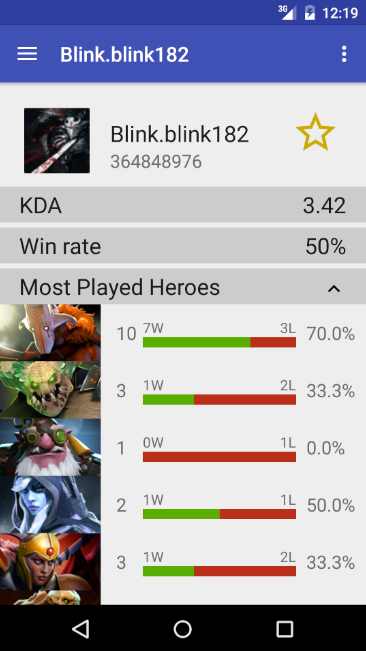 3G 12:19
Blink.blink182
Blink.blink182
364848976
KDA 3.42
Win rate 50%
Most Played Heroes
10 7W 3L 70.0%
3 1W 2L 33.3%
1 0W 1L 0.0%
2 1W 1L 50.0%
3 1W 2L 33.3%